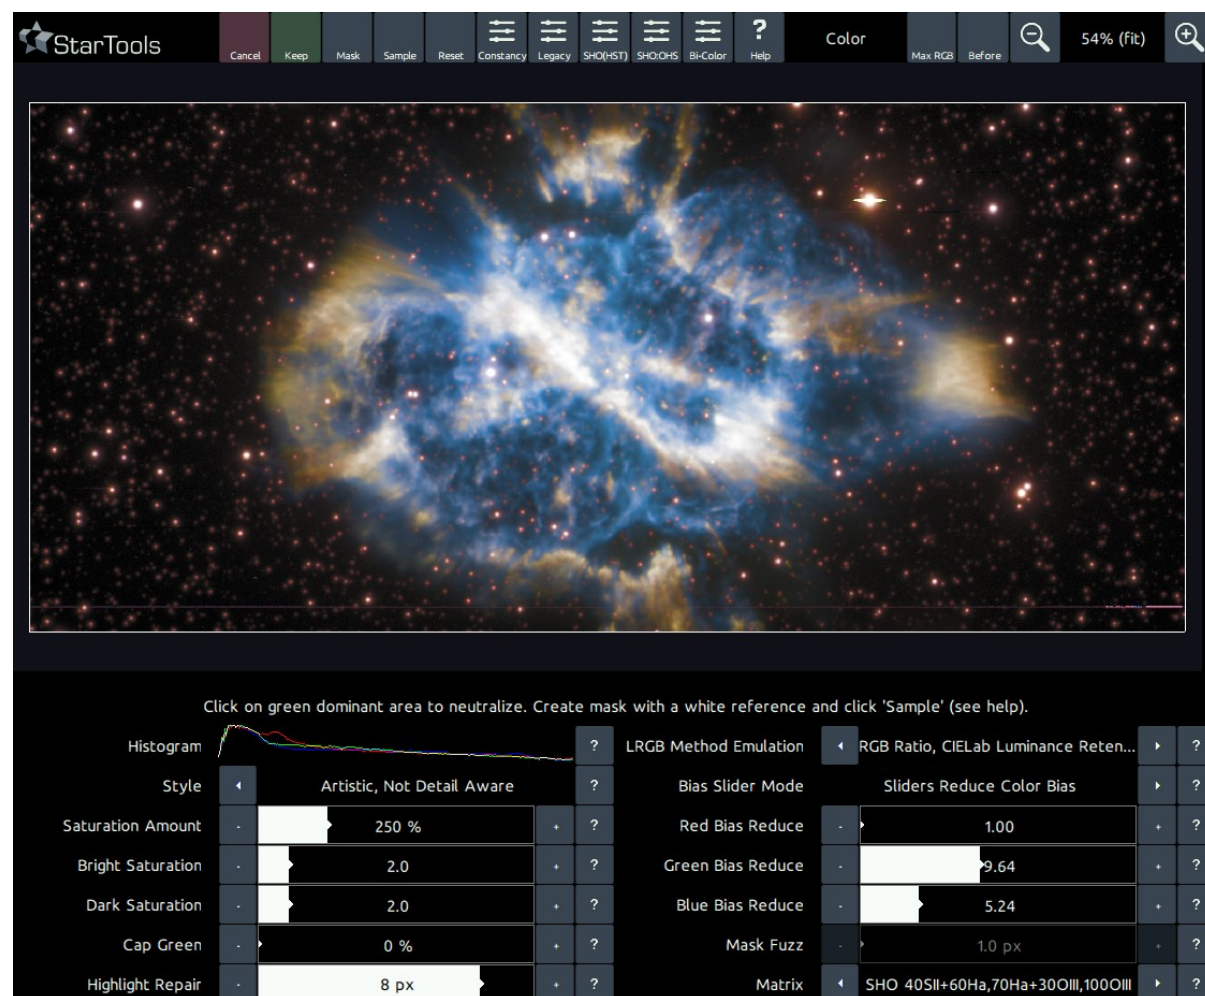 StarTools
Cancel Keep Mask Sample Reset Constancy Legacy SHO(HST) SHO:OHS Bi-Color ? Help Color Max RGB Before 54% (fit)
Click on green dominant area to neutralize. Create mask with a white reference and click 'Sample' (see help).
Histogram ? LRGB Method Emulation RGB Ratio, CIELab Luminance Reten... ?
Style Artistic, Not Detail Aware ? Bias Slider Mode Sliders Reduce Color Bias ?
Saturation Amount - 250 % + ? Red Bias Reduce - 1.00 + ?
Bright Saturation - 2.0 + ? Green Bias Reduce - 9.64 + ?
Dark Saturation - 2.0 + ? Blue Bias Reduce - 5.24 + ?
Cap Green - 0 % + ? Mask Fuzz - 1.0 px + ?
Highlight Repair - 8 px + ? Matrix SHO 40SII+60Ha,70Ha+30OIII,100OIII ?